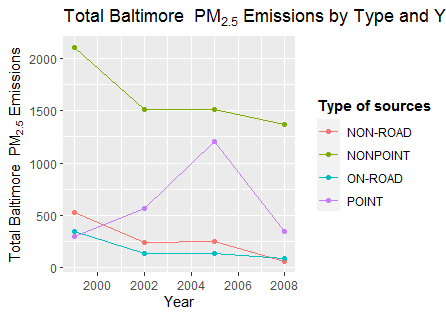 Total Baltimore PM2.5 Emissions by Type and Y
Total Baltimore PM2.5 Emissions
2000
1500
1000
500
0
2000 2002 2004 2006 2008
Year
Type of sources
NON-ROAD
NONPOINT
ON-ROAD
POINT